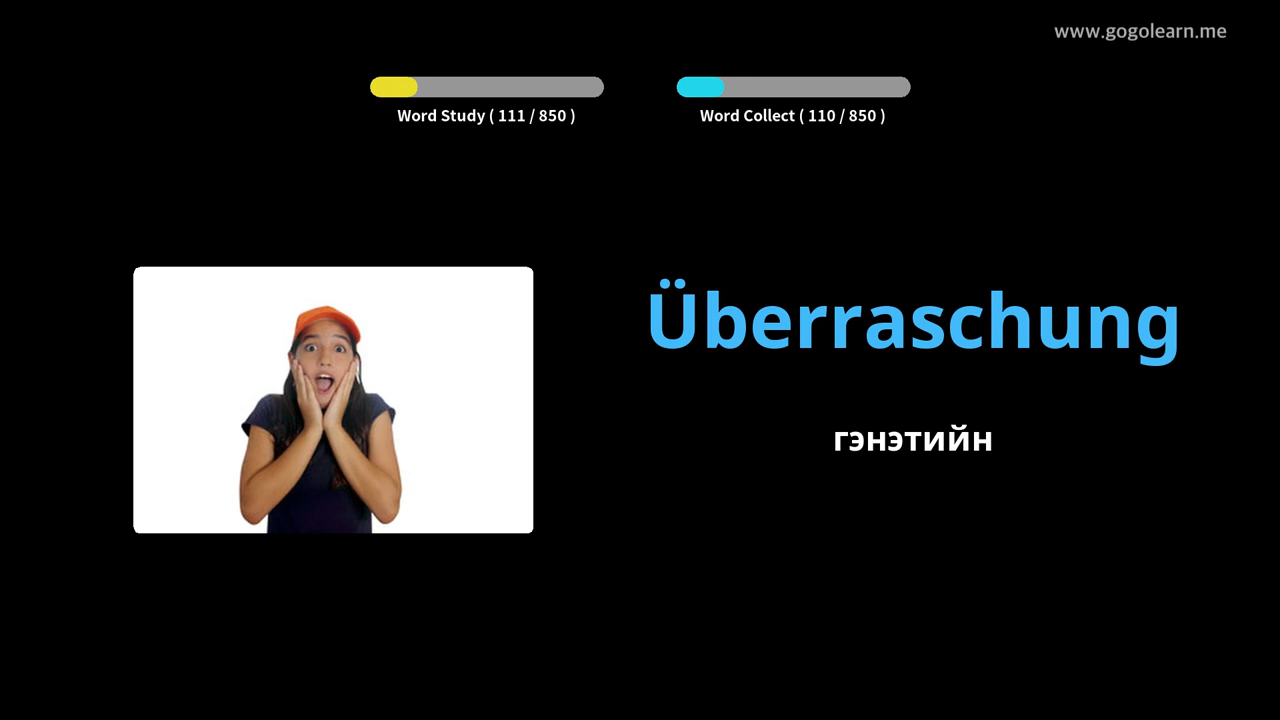 www.gogolearn.me
Word Study ( 111 / 850 )
Word Collect ( 110 / 850 )
Überraschung
гэнэтийн